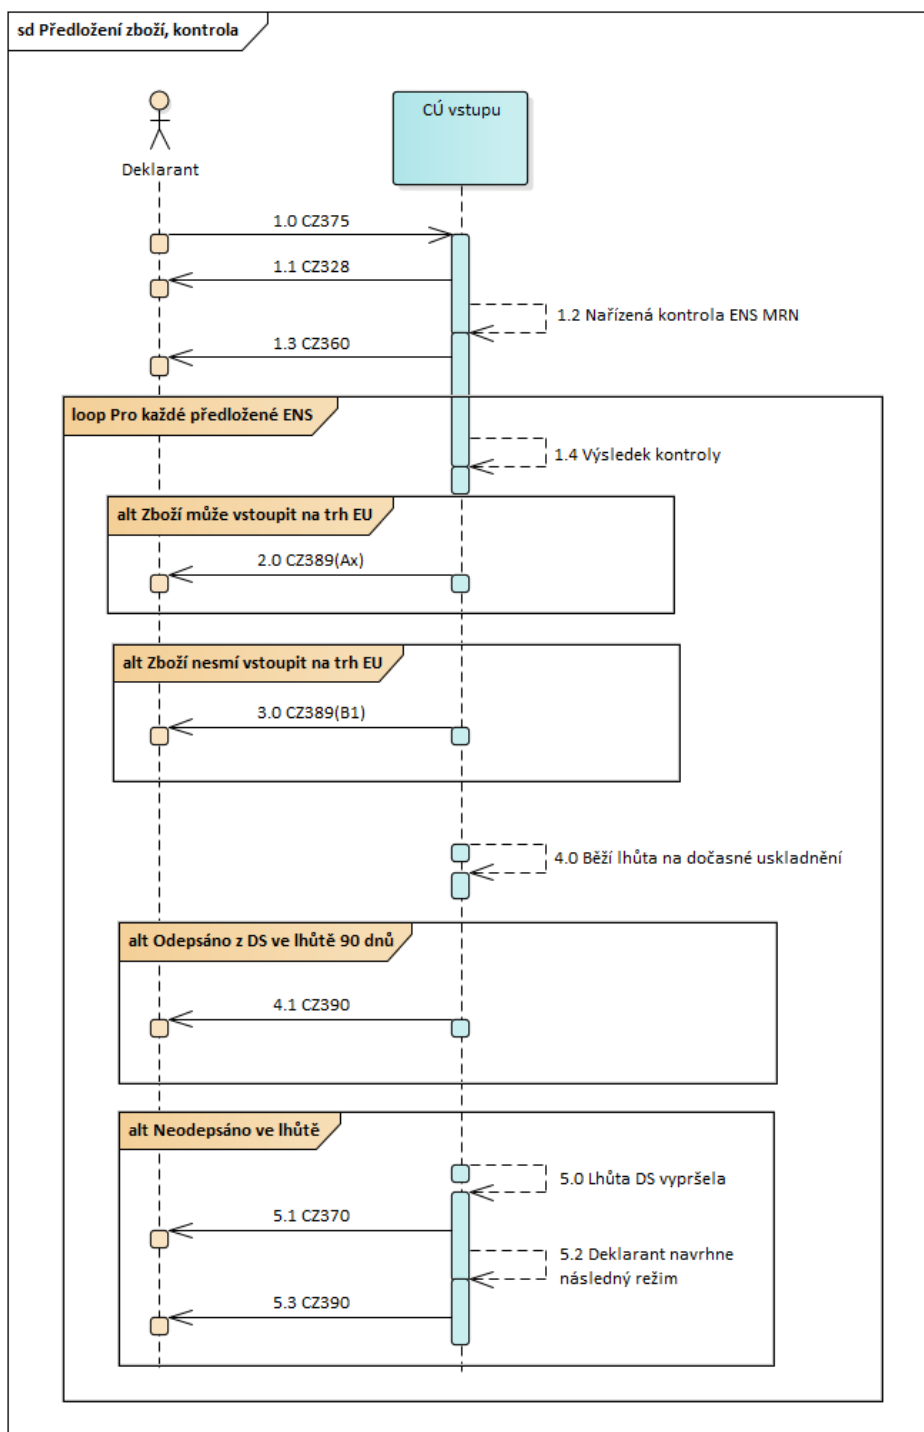 sd Předložení zboží, kontrola
CÚ vstupu
Deklarant
1.0 CZ375
1.1 CZ328
1.2 Nařízená kontrola ENS MRN
1.3 CZ360
loop Pro každé předložené ENS
1.4 Výsledek kontroly
alt Zboží může vstoupit na trh EU
2.0 CZ389(Ax)
alt Zboží nesmí vstoupit na trh EU
3.0 CZ389(B1)
4.0 Běží lhůta na dočasné uskladnění
alt Odepsáno z DS ve lhůtě 90 dnů
4.1 CZ390
alt Neodepsáno ve lhůtě
5.0 Lhůta DS vypršela
5.1 CZ370
5.2 Deklarant navrhne
následný režim
5.3 CZ390